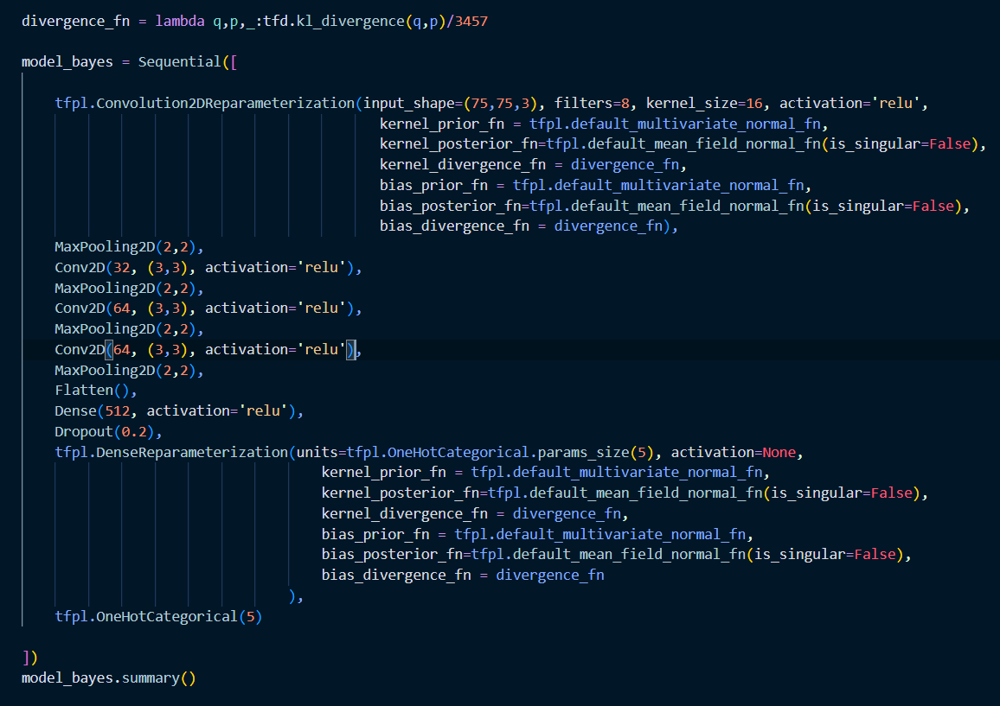 divergence_fn = lambda q,p,_:tfd.kl_divergence(q,p)/3457
model_bayes = Sequential([
tfpl.Convolution2DReparameterization(input_shape=(75,75,3), filters=8, kernel_size=16, activation='relu',
kernel_prior_fn = tfpl.default_multivariate_normal_fn,
kernel_posterior_fn=tfpl.default_mean_field_normal_fn(is_singular=False),
kernel_divergence_fn = divergence_fn,
bias_prior_fn = tfpl.default_multivariate_normal_fn,
bias_posterior_fn=tfpl.default_mean_field_normal_fn(is_singular=False),
bias_divergence_fn = divergence_fn),
MaxPooling2D(2,2),
Conv2D(32, (3,3), activation='relu'),
MaxPooling2D(2,2),
Conv2D(64, (3,3), activation='relu'),
MaxPooling2D(2,2),
Conv2D(64, (3,3), activation='relu'),
MaxPooling2D(2,2),
Flatten(),
Dense(512, activation='relu'),
Dropout(0.2),
tfpl.DenseReparameterization(units=tfpl.OneHotCategorical.params_size(5), activation=None,
kernel_prior_fn = tfpl.default_multivariate_normal_fn,
kernel_posterior_fn=tfpl.default_mean_field_normal_fn(is_singular=False),
kernel_divergence_fn = divergence_fn,
bias_prior_fn = tfpl.default_multivariate_normal_fn,
bias_posterior_fn=tfpl.default_mean_field_normal_fn(is_singular=False),
bias_divergence_fn = divergence_fn
),
tfpl.OneHotCategorical(5)
])
model_bayes.summary()